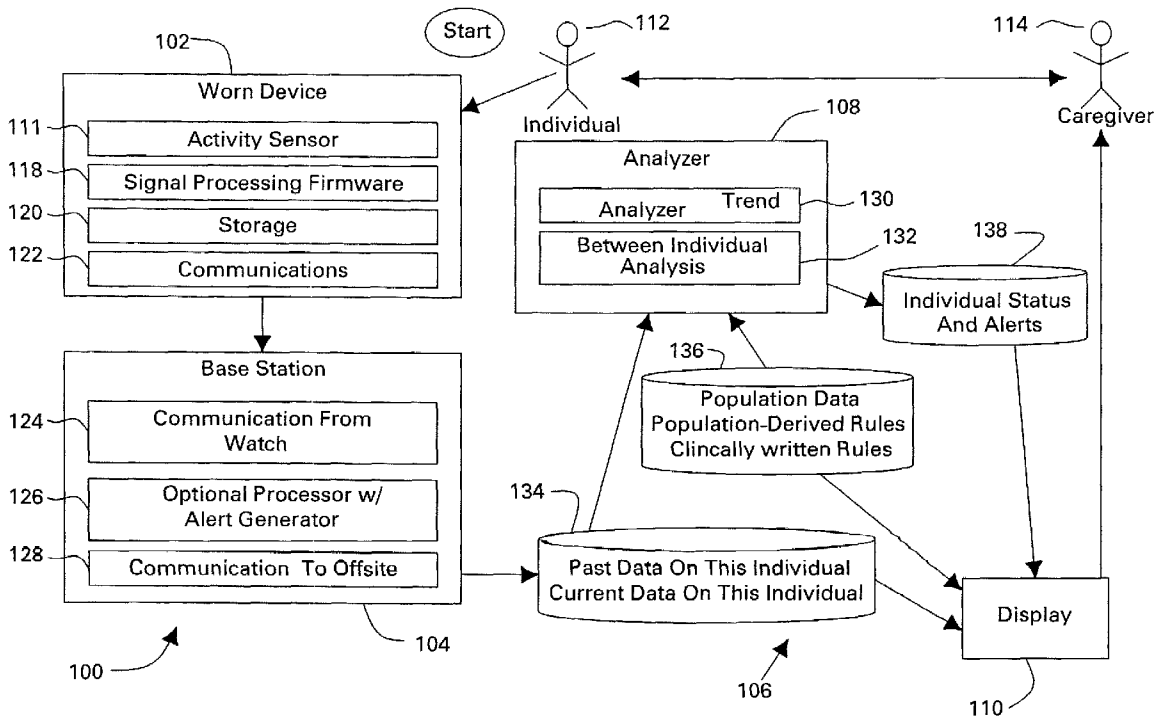 Start
112
114
102
Worn Device
111
Activity Sensor
118
Signal Processing Firmware
120
Storage
122
Communications
Individual
Caregiver
108
Analyzer
Trend
Analyzer
130
Between Individual
Analysis
132
138
Individual Status
And Alerts
Base Station
124
Communication From
Watch
126
Optional Processor w/
Alert Generator
128
Communication To Offsite
136
Population Data
Population-Derived Rules
Clincally written Rules
134
Past Data On This Individual
Current Data On This Individual
Display
100
104
106
110